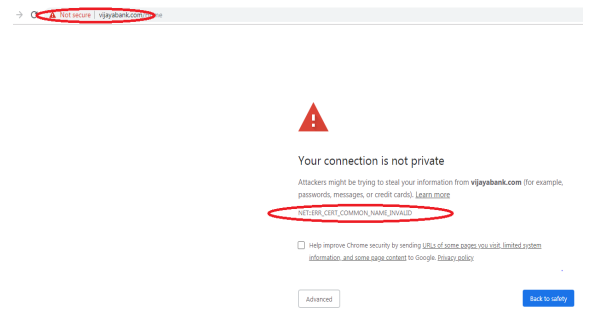 Not secure | vijayabank.com
Your connection is not private
Attackers might be trying to steal your information from vijayabank.com (for example,
passwords, messages, or credit cards). Learn more
NET::ERR_CERT_COMMON_NAME_INVALID
Help improve Chrome security by sending URLs of some pages you visit, limited system
information, and some page content to Google. Privacy policy
Advanced
Back to safety